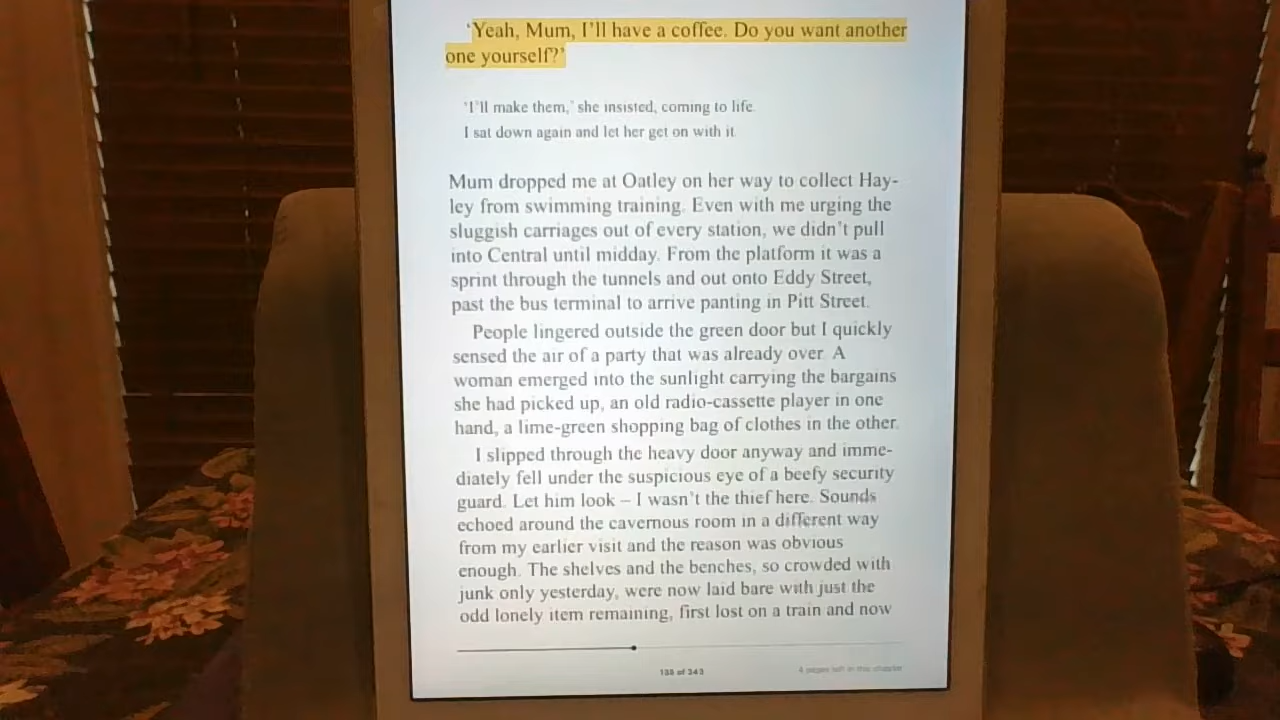 ‘Yeah, Mum, I’ll have a coffee. Do you want another
one yourself?’
‘I’ll make them,’ she insisted, coming to life.
I sat down again and let her get on with it.
Mum dropped me at Oatley on her way to collect Hay-
ley from swimming training. Even with me urging the
sluggish carriages out of every station, we didn’t pull
into Central until midday. From the platform it was a
sprint through the tunnels and out onto Eddy Street,
past the bus terminal to arrive panting in Pitt Street.
People lingered outside the green door but I quickly
sensed the air of a party that was already over. A
woman emerged into the sunlight carrying the bargains
she had picked up, an old radio-cassette player in one
hand, a lime-green shopping bag of clothes in the other.
I slipped through the heavy door anyway and imme-
diately fell under the suspicious eye of a beefy security
guard. Let him look – I wasn’t the thief here. Sounds
echoed around the cavernous room in a different way
from my earlier visit and the reason was obvious
enough. The shelves and the benches, so crowded with
junk only yesterday, were now laid bare with just the
odd lonely item remaining, first lost on a train and now
138 of 343
4 pages left in this chapter